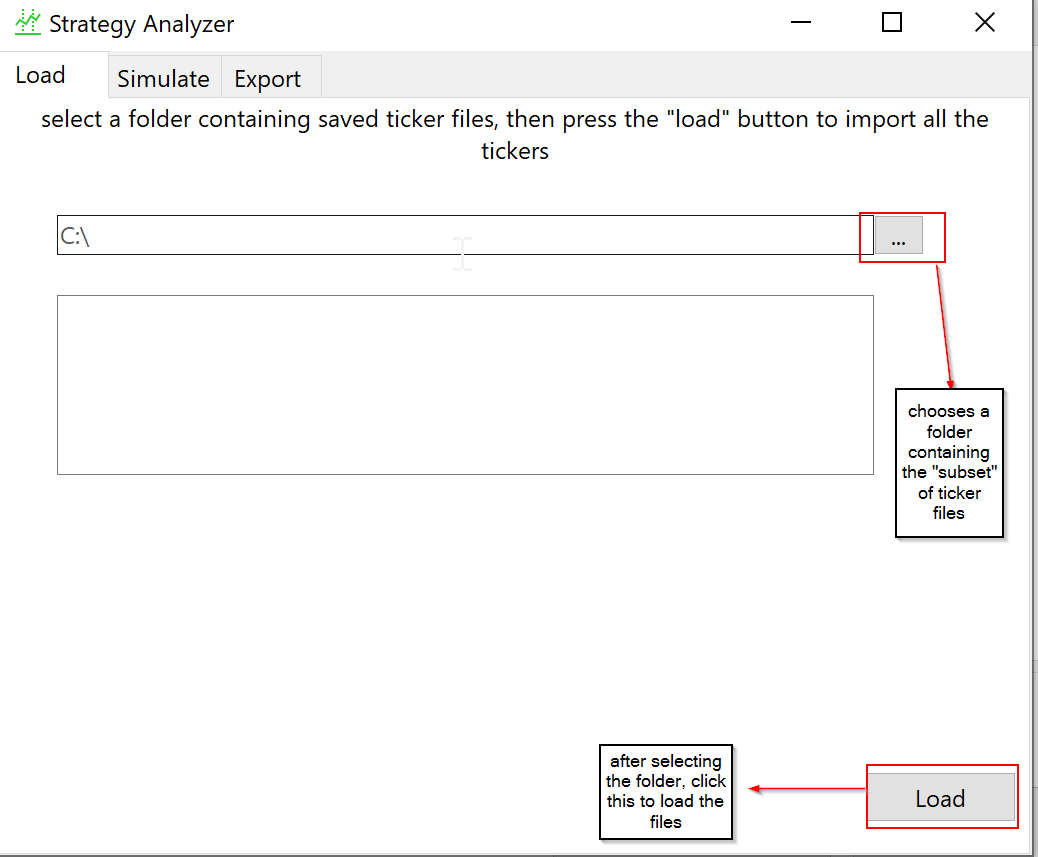 Strategy Analyzer
Load
Simulate
Export
select a folder containing saved ticker files, then press the "load" button to import all the
tickers
C:\
...
chooses a
folder
containing
the "subset"
of ticker
files
after selecting
the folder, click
this to load the
files
Load